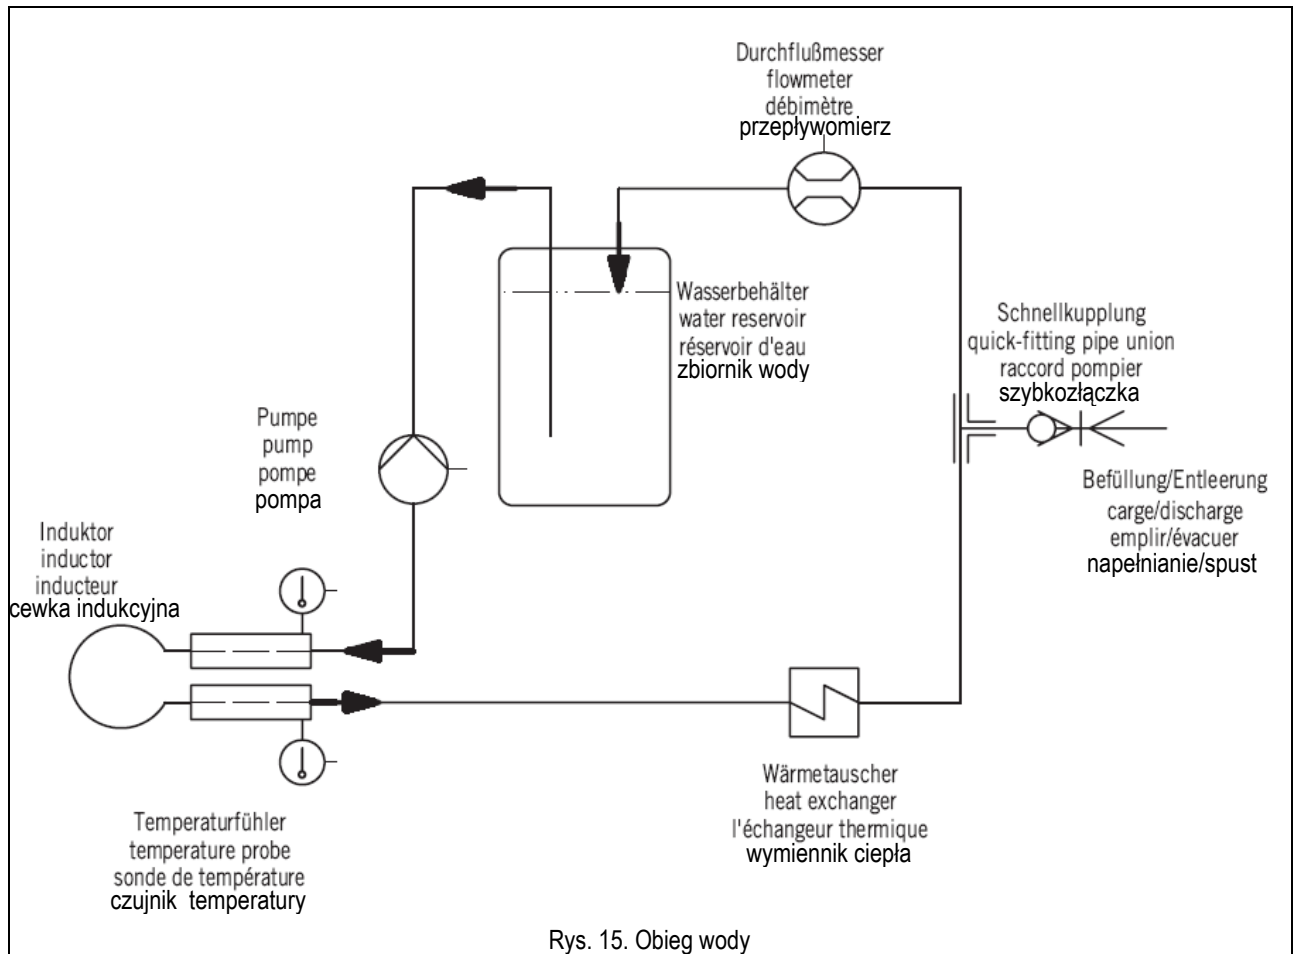 Durchflußmesser
flowmeter
débimètre
przepływomierz
Wasserbehälter
water reservoir
réservoir d'eau
zbiornik wody
Schnellkupplung
quick-fitting pipe union
raccord pompier
szybkozłączka
Pumpe
pump
pompe
pompa
Befüllung/Entleerung
carge/discharge
emplir/évacuer
napełnianie/spust
Induktor
inductor
inducteur
cewka indukcyjna
Wärmetauscher
heat exchanger
l'échangeur thermique
wymiennik ciepła
Temperaturfühler
temperature probe
sonde de température
czujnik temperatury
Rys. 15. Obieg wody